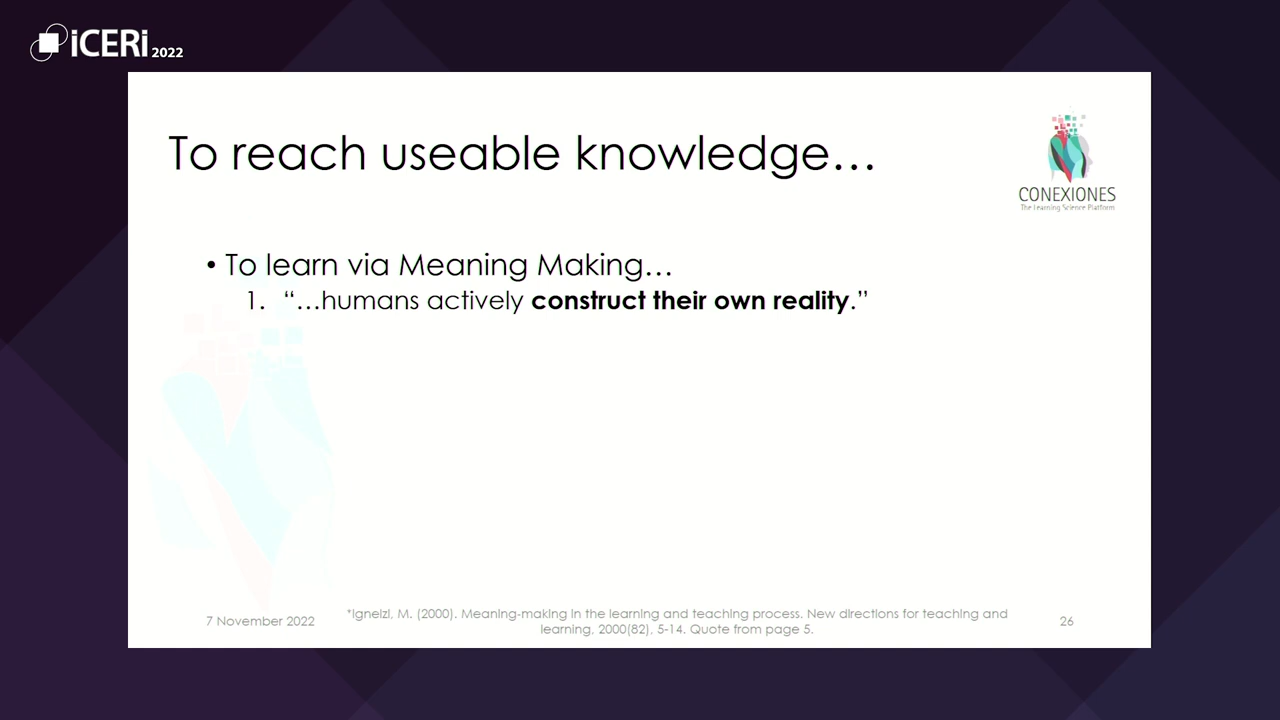 iCERi 2022
To reach useable knowledge…
CONEXIONES
The Learning Science Platform
• To learn via Meaning Making…
1. “…humans actively construct their own reality.”
7 November 2022
*Ignelzi, M. (2000). Meaning-making in the learning and teaching process. New directions for teaching and
learning, 2000(82), 5-14. Quote from page 5.
26